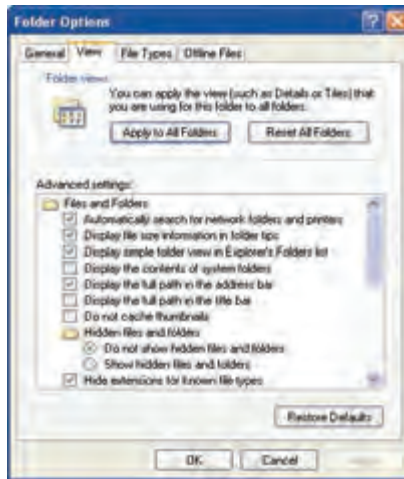 Folder Options
General View File Types Offline Files
Folder views
You can apply the view (such as Details or Tiles) that
you are using for this folder to all folders.
Apply to All Folders Reset All Folders
Advanced settings:
Files and Folders
Automatically search for network folders and printers
Display file size information in folder tips
Display simple folder view in Explorer's Folders list
Display the contents of system folders
Display the full path in the address bar
Display the full path in the title bar
Do not cache thumbnails
Hidden files and folders
Do not show hidden files and folders
Show hidden files and folders
Hide extensions for known file types
Restore Defaults
OK Cancel